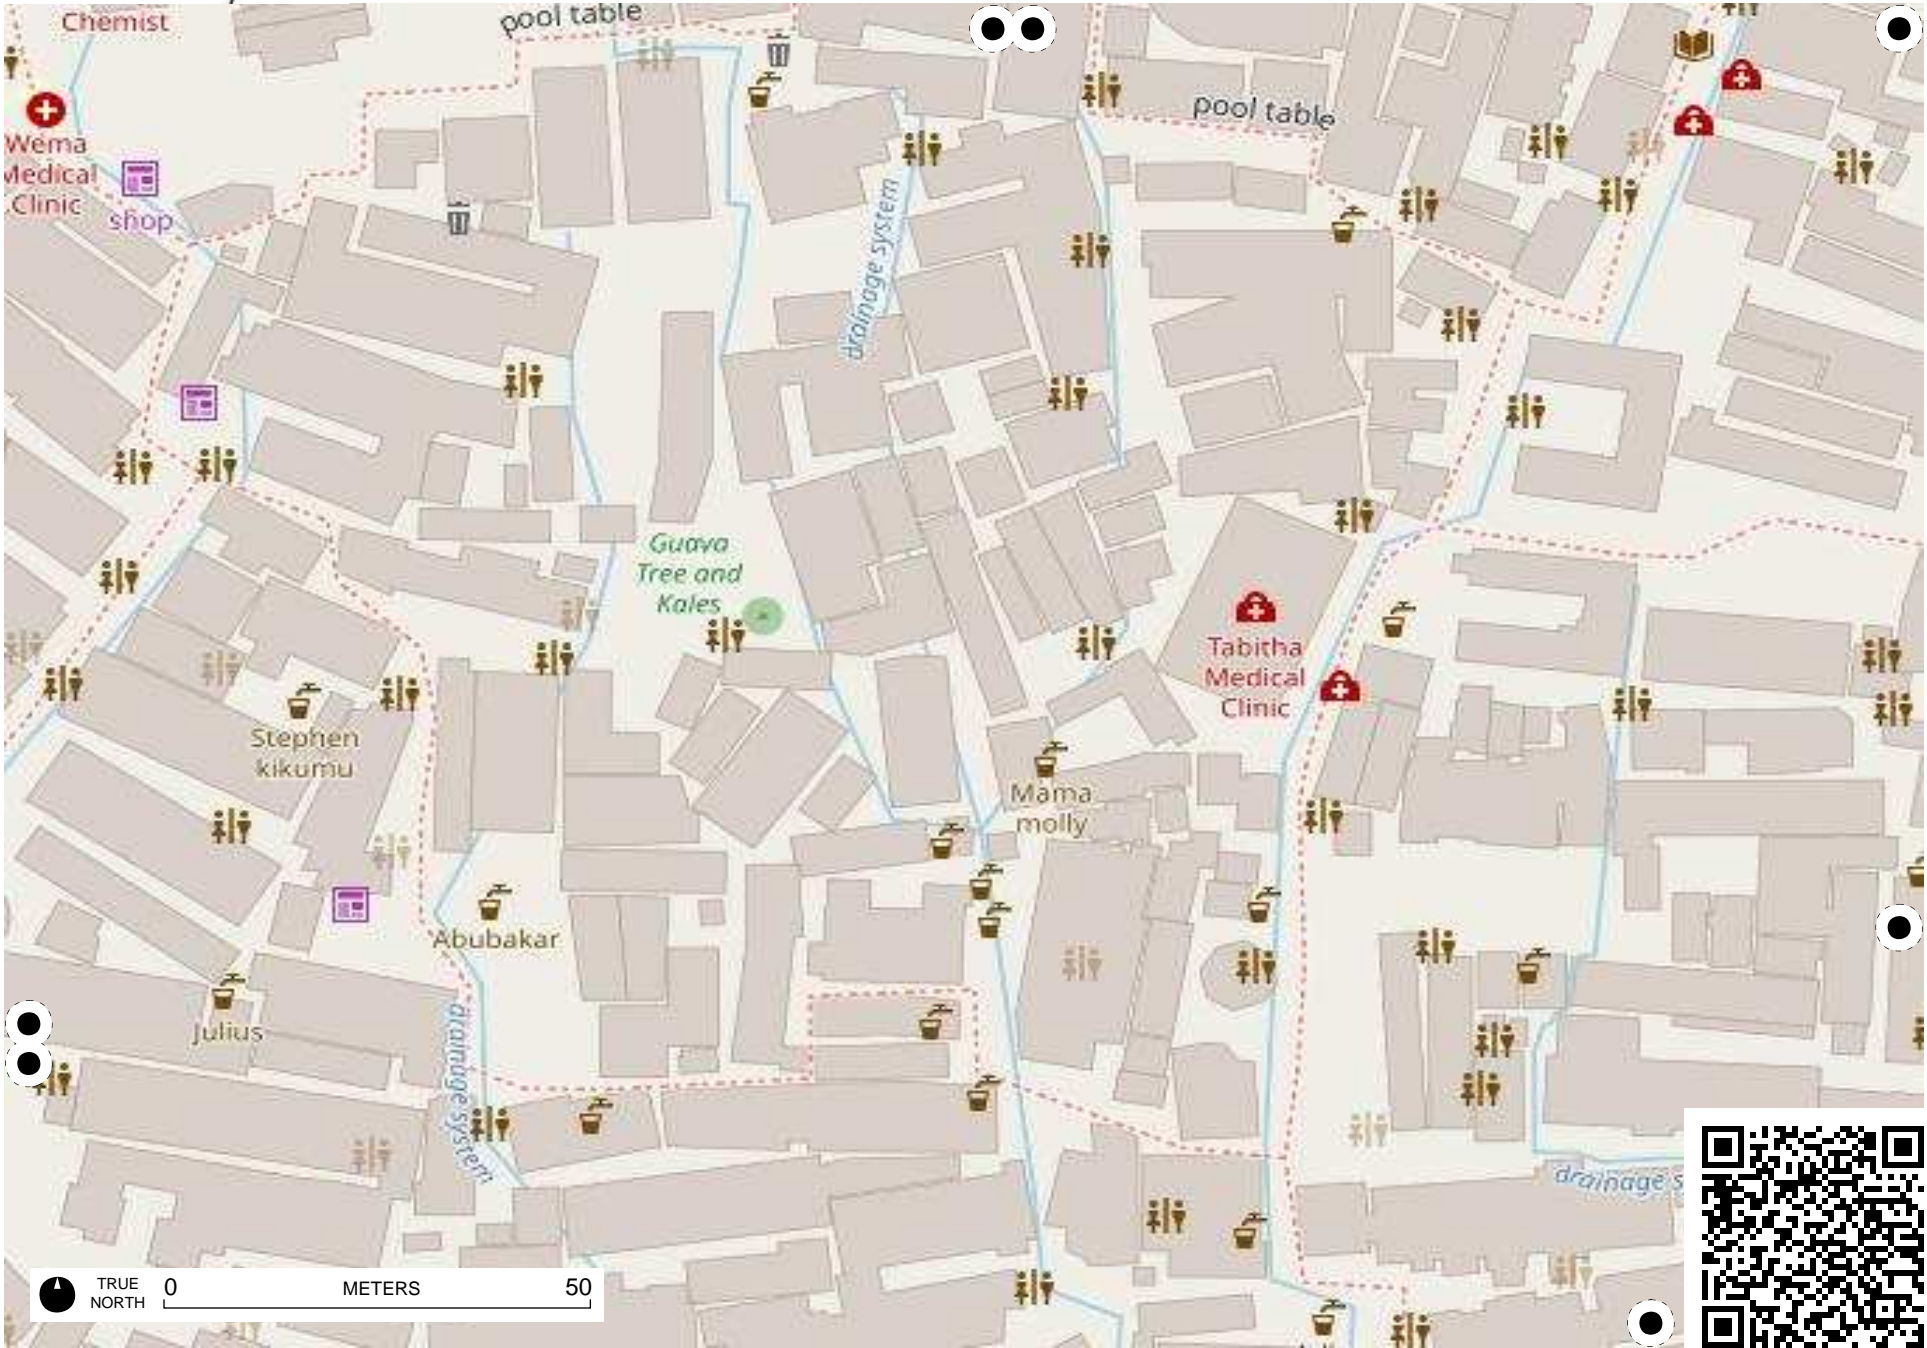 pool table
Chemist
pool table
Wema
Medical
Clinic
shop
drainage system
Guava
Tree and
Kales
Tabitha
Medical
Clinic
Stephen
kikumu
Mama
molly
Abubakar
Julius
drainage system
drainage s
TRUE
NORTH
0 METERS 50